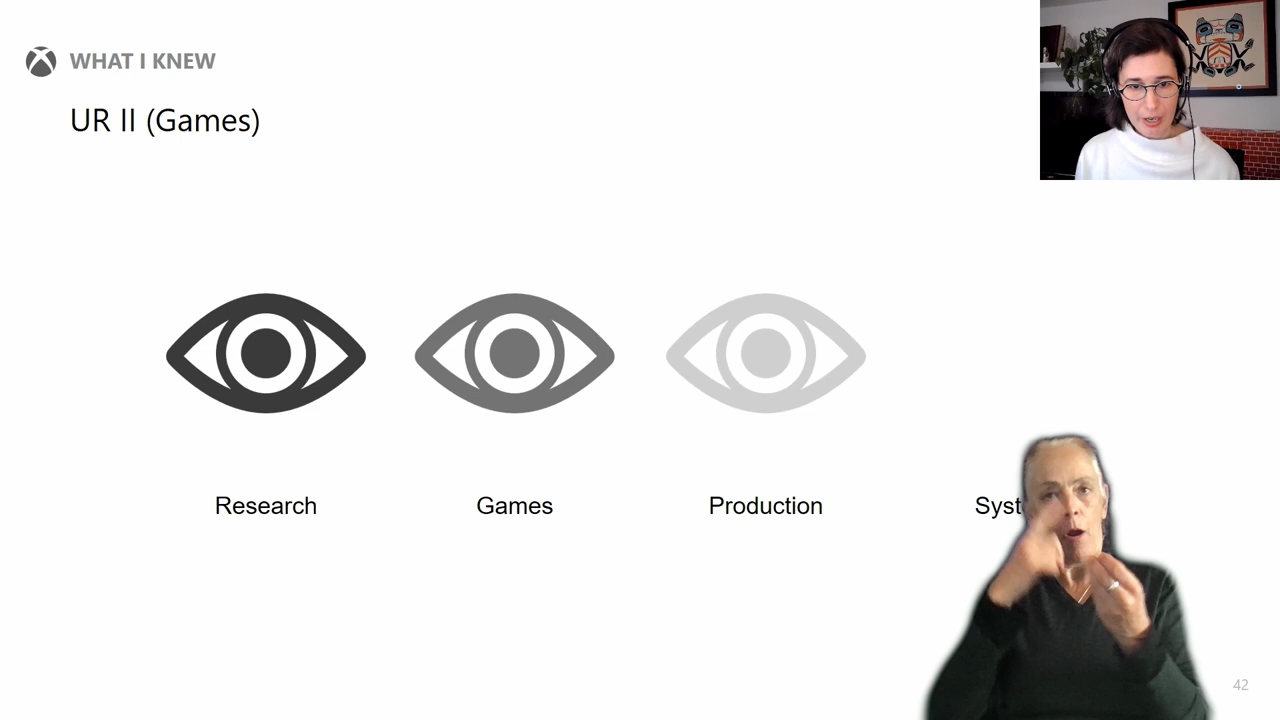 WHAT I KNEW
UR II (Games)
Research
Games
Production
Syst
42